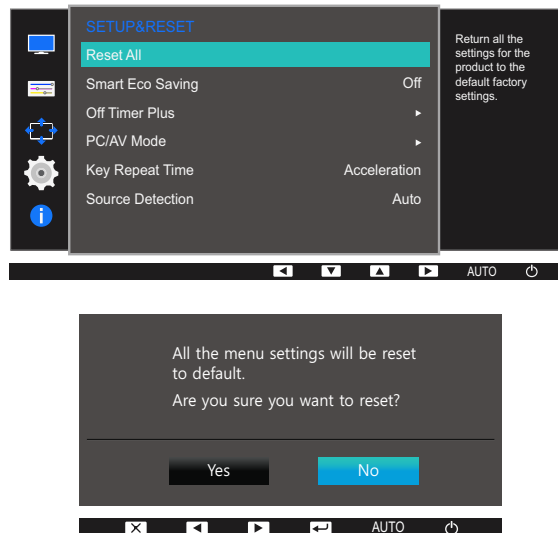 SETUP&RESET
Reset All
Smart Eco Saving Off
Off Timer Plus
PC/AV Mode
Key Repeat Time Acceleration
Source Detection Auto
Return all the
settings for the
product to the
default factory
settings.
AUTO
All the menu settings will be reset
to default.
Are you sure you want to reset?
Yes No
AUTO